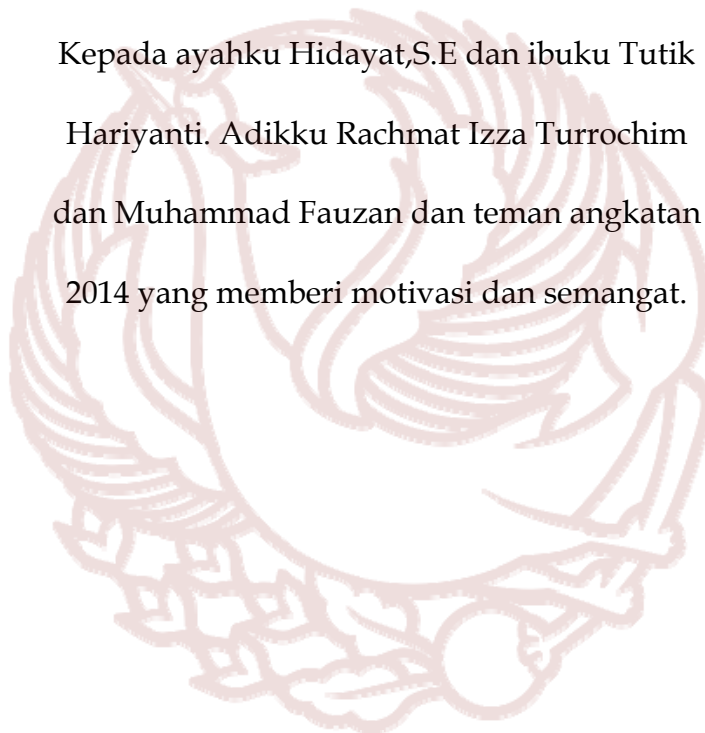 Kepada ayahku Hidayat,S.E dan ibuku Tutik
Hariyanti. Adikku Rachmat Izza Turrochim
dan Muhammad Fauzan dan teman angkatan
2014 yang memberi motivasi dan semangat.